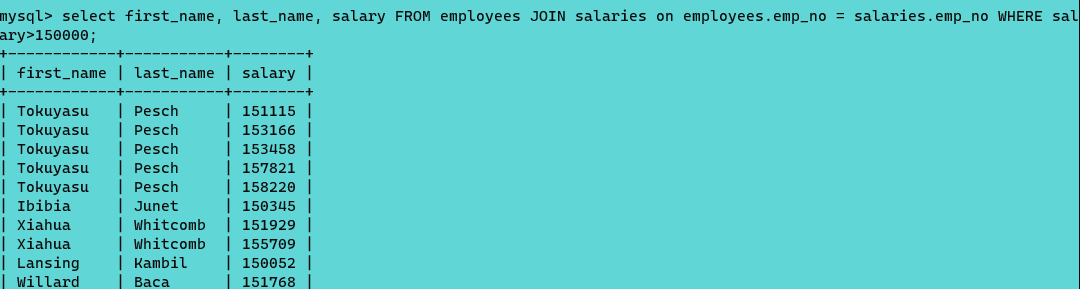 mysql> select first_name, last_name, salary FROM employees JOIN salaries on employees.emp_no = salaries.emp_no WHERE sal
ary>150000;
+------------+-----------+--------+
| first_name | last_name | salary |
+------------+-----------+--------+
| Tokuyasu   | Pesch     | 151115 |
| Tokuyasu   | Pesch     | 153166 |
| Tokuyasu   | Pesch     | 153458 |
| Tokuyasu   | Pesch     | 157821 |
| Tokuyasu   | Pesch     | 158220 |
| Ibibia     | Junet     | 150345 |
| Xiahua     | Whitcomb  | 151929 |
| Xiahua     | Whitcomb  | 155709 |
| Lansing    | Kambil    | 150052 |
| Willard    | Baca      | 151768 |